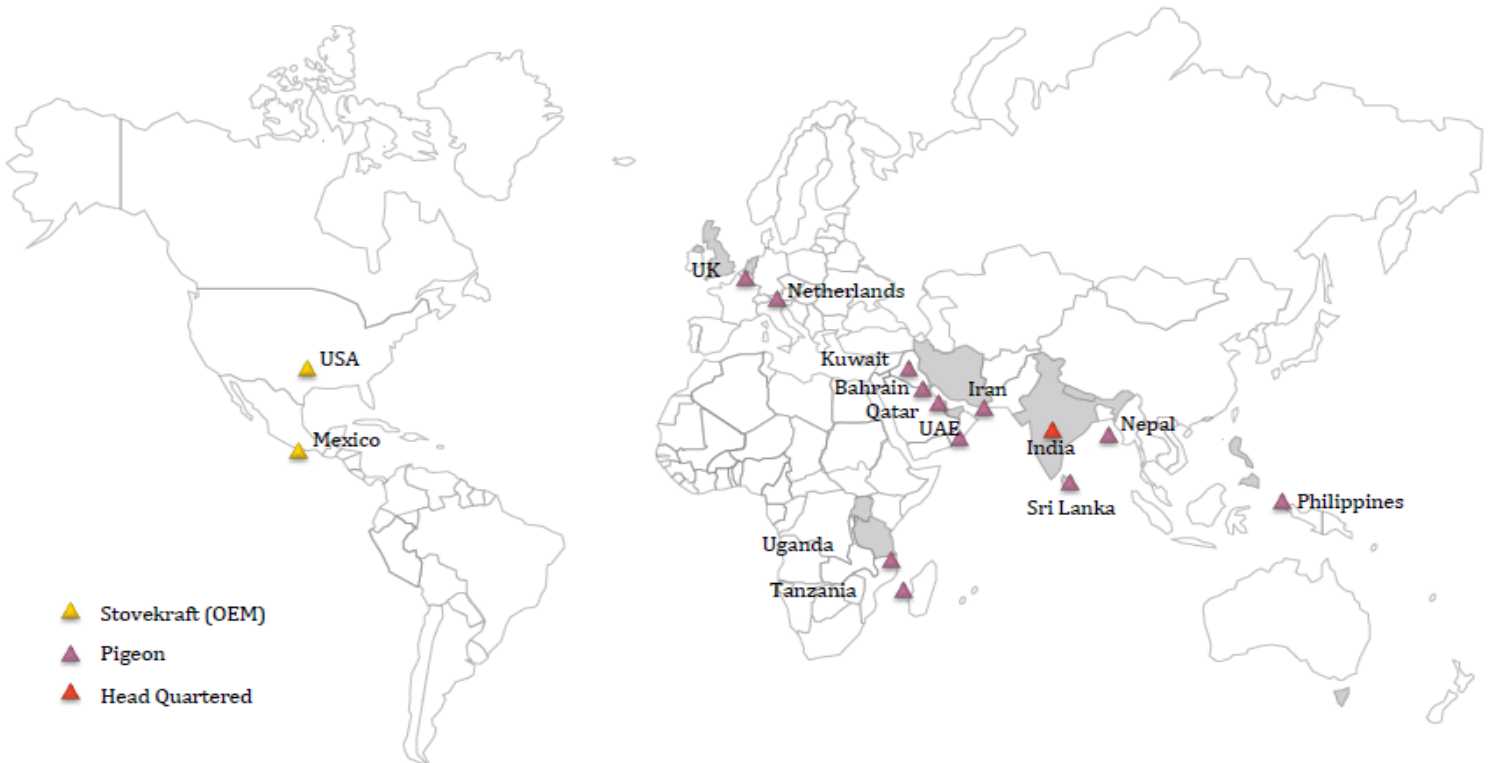 UK
Netherlands
USA
Kuwait
Bahrain
Iran
Qatar
UAE
Nepal
Mexico
India
Sri Lanka
Philippines
Uganda
Tanzania
Stovekraft (OEM)
Pigeon
Head Quartered